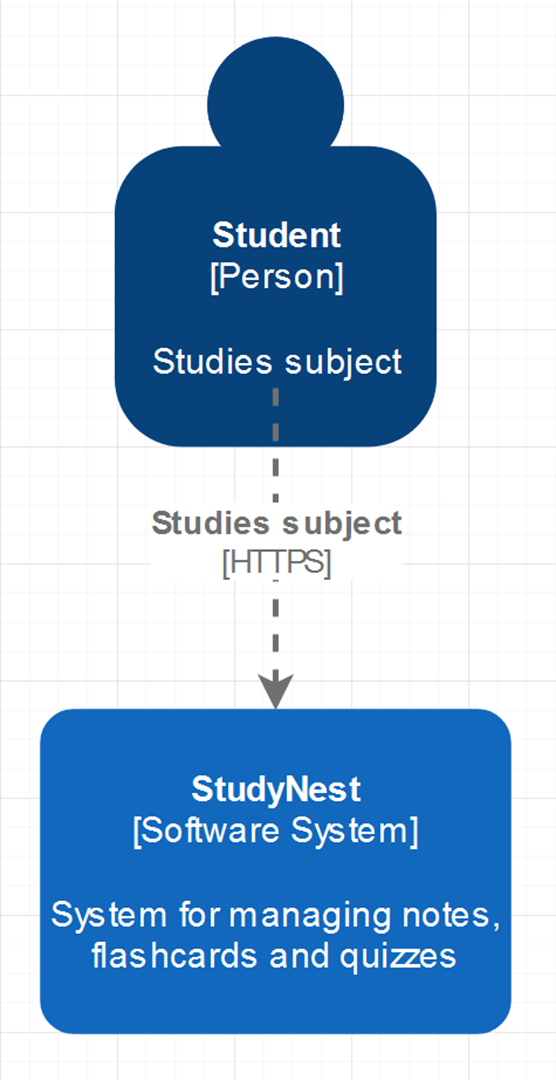 Student
[Person]
Studies subject
Studies subject
[HTTPS]
StudyNest
[Software System]
System for managing notes,
flashcards and quizzes